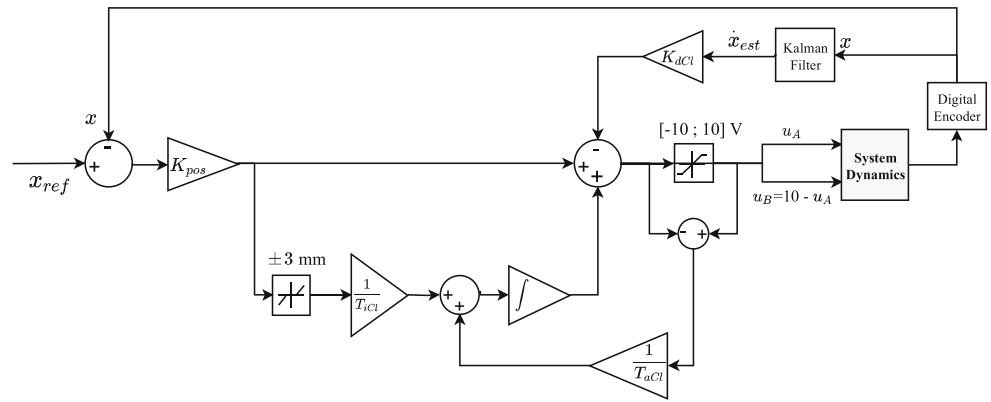 ẋ_est
x
K_dCl
Kalman
Filter
Digital
Encoder
x
-
-
[-10 ; 10] V
u_A
+
K_pos
+
+
System
Dynamics
x_ref
u_B=10 - u_A
- +
±3 mm
1
T_iCl
+
+
∫
1
T_aCl